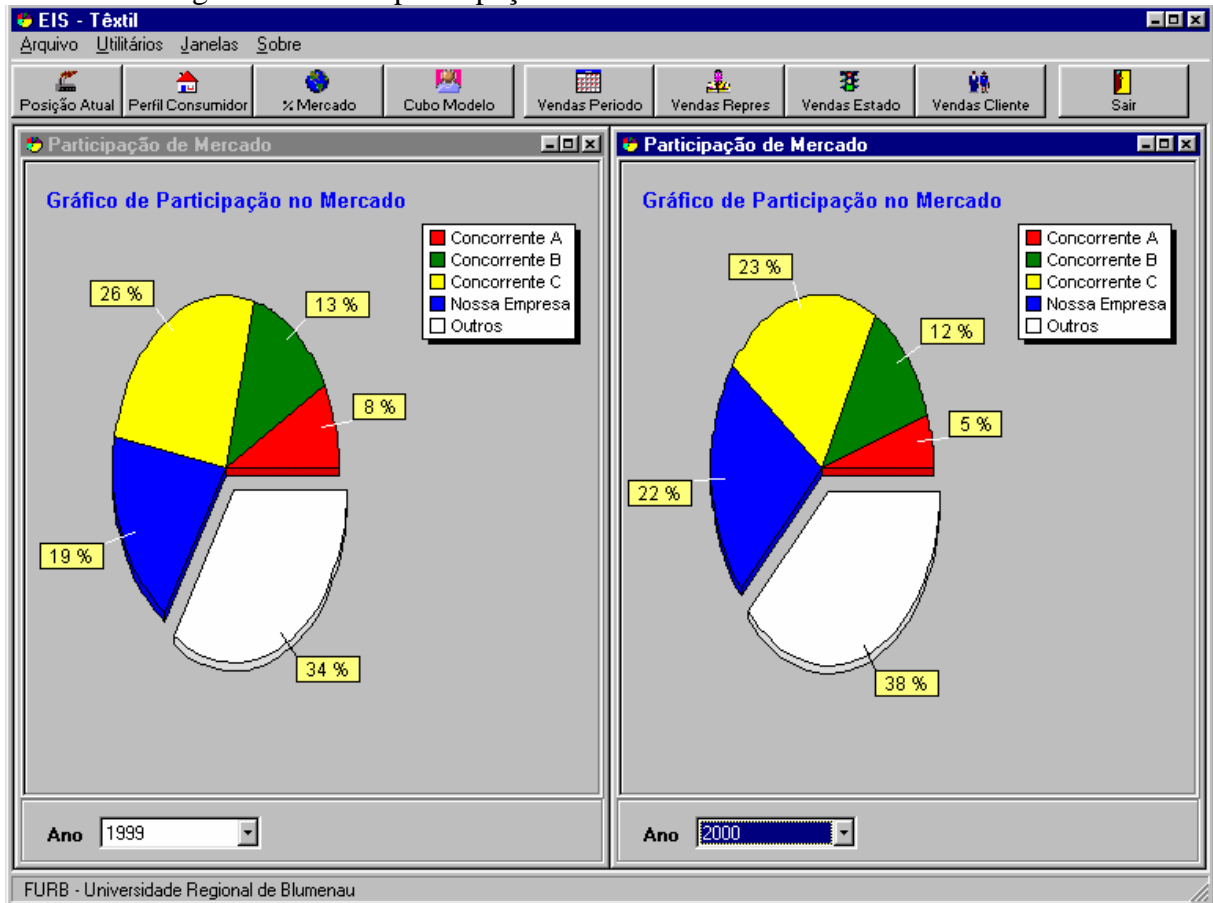 participação
EIS - Têxtil
Arquivo Utilitários Janelas Sobre
Posição Atual Perfil Consumidor % Mercado Cubo Modelo Vendas Periodo Vendas Repres Vendas Estado Vendas Cliente Sair
Participação de Mercado
Gráfico de Participação no Mercado
Concorrente A
Concorrente B
Concorrente C
Nossa Empresa
Outros
26 %
13 %
8 %
19 %
34 %
Ano 1999
Participação de Mercado
Gráfico de Participação no Mercado
Concorrente A
Concorrente B
Concorrente C
Nossa Empresa
Outros
23 %
12 %
5 %
22 %
38 %
Ano 2000
FURB - Universidade Regional de Blumenau